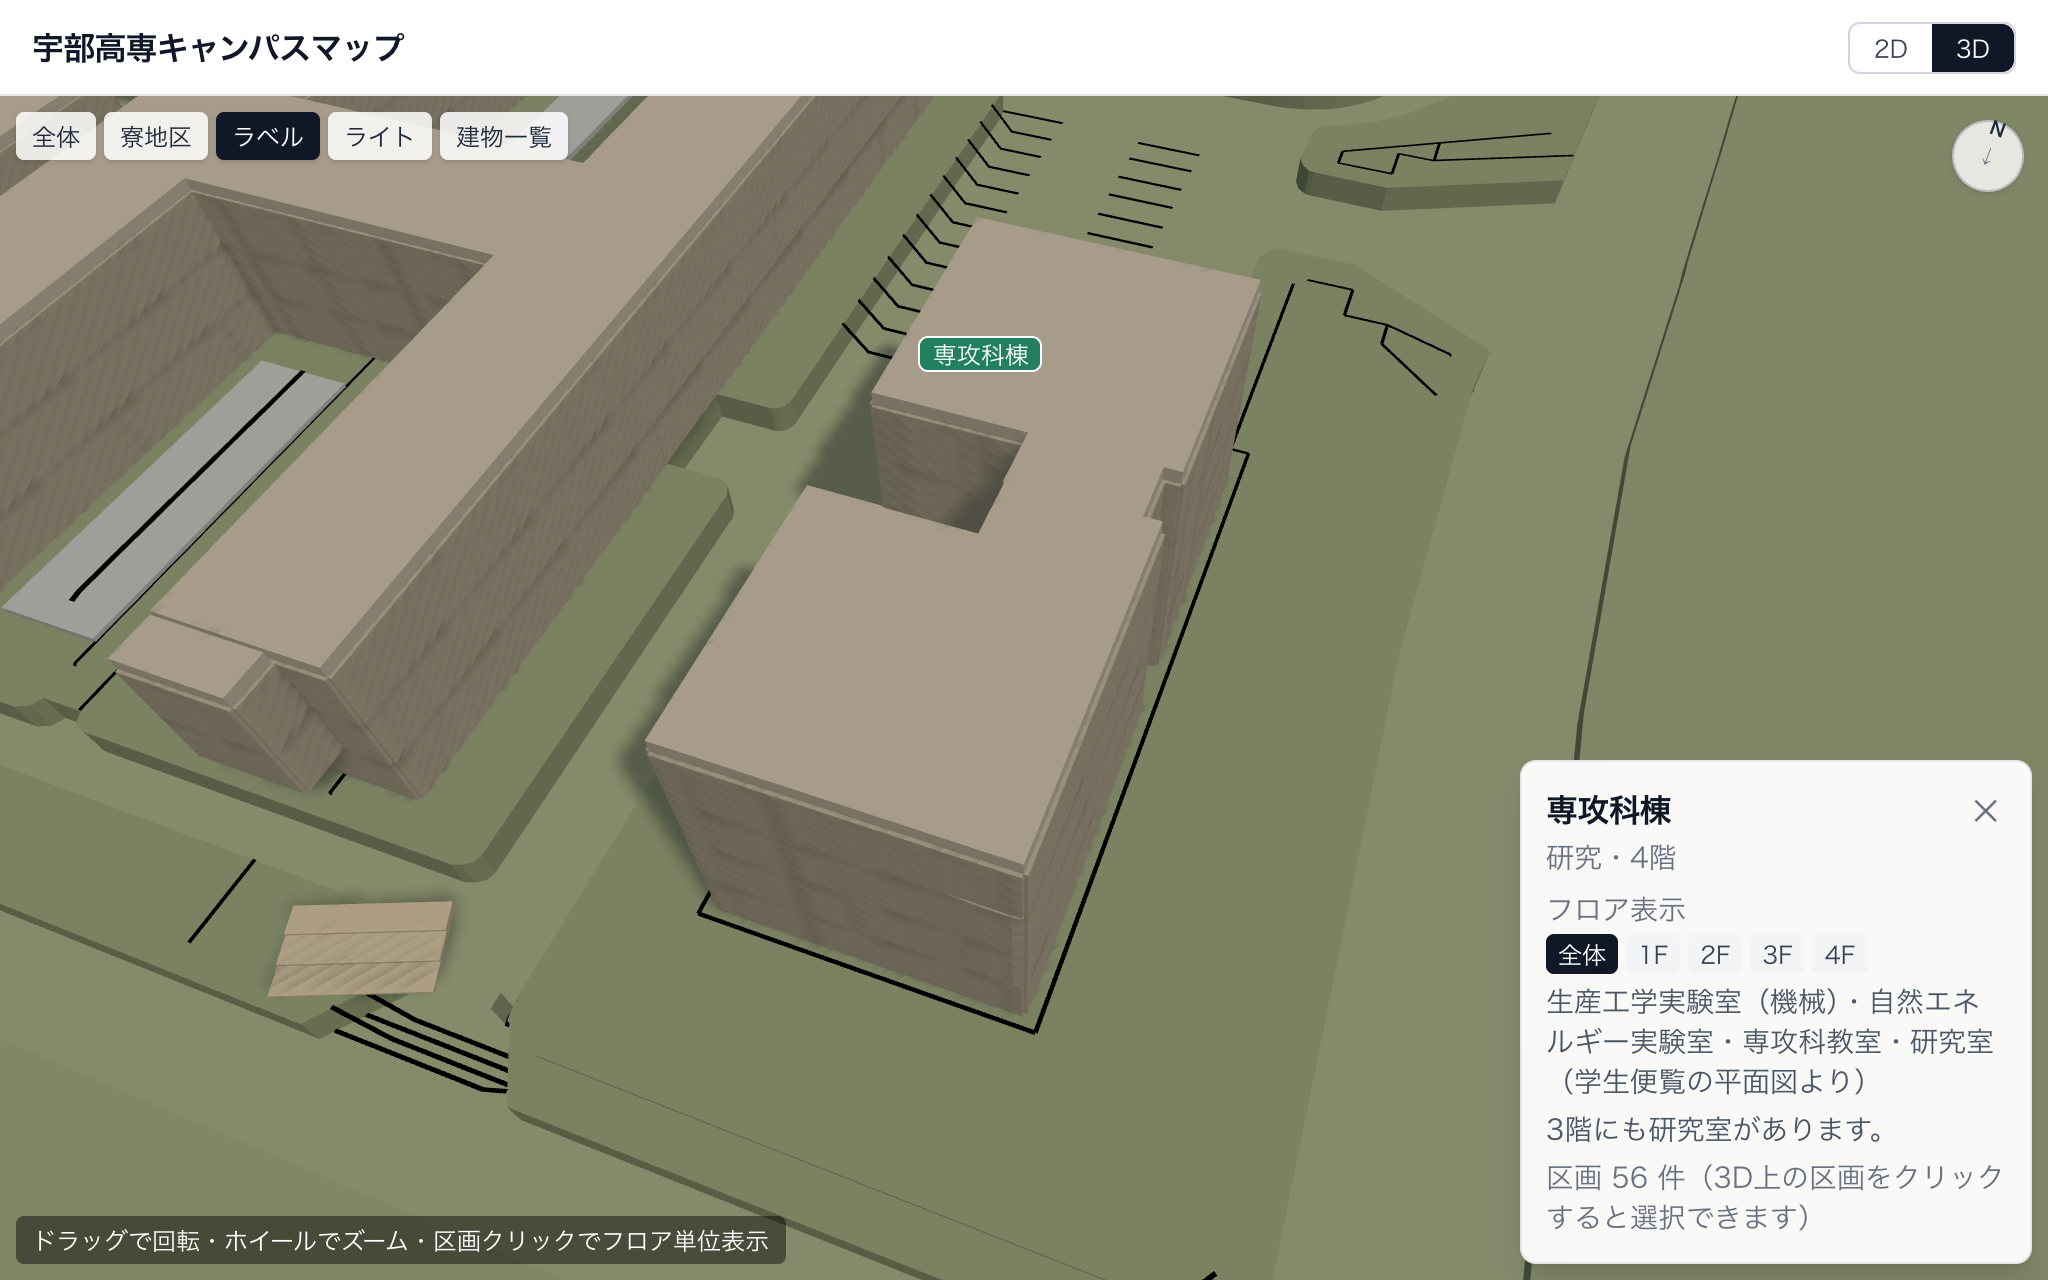 宇部高専キャンパスマップ
2D 3D
全体 寮地区 ラベル ライト 建物一覧
N
専攻科棟
専攻科棟
研究・4階
フロア表示
全体 1F 2F 3F 4F
生産工学実験室（機械）・自然エネ
ルギー実験室・専攻科教室・研究室
（学生便覧の平面図より）
3階にも研究室があります。
区画 56 件（3D上の区画をクリック
すると選択できます）
ドラッグで回転・ホイールでズーム・区画クリックでフロア単位表示